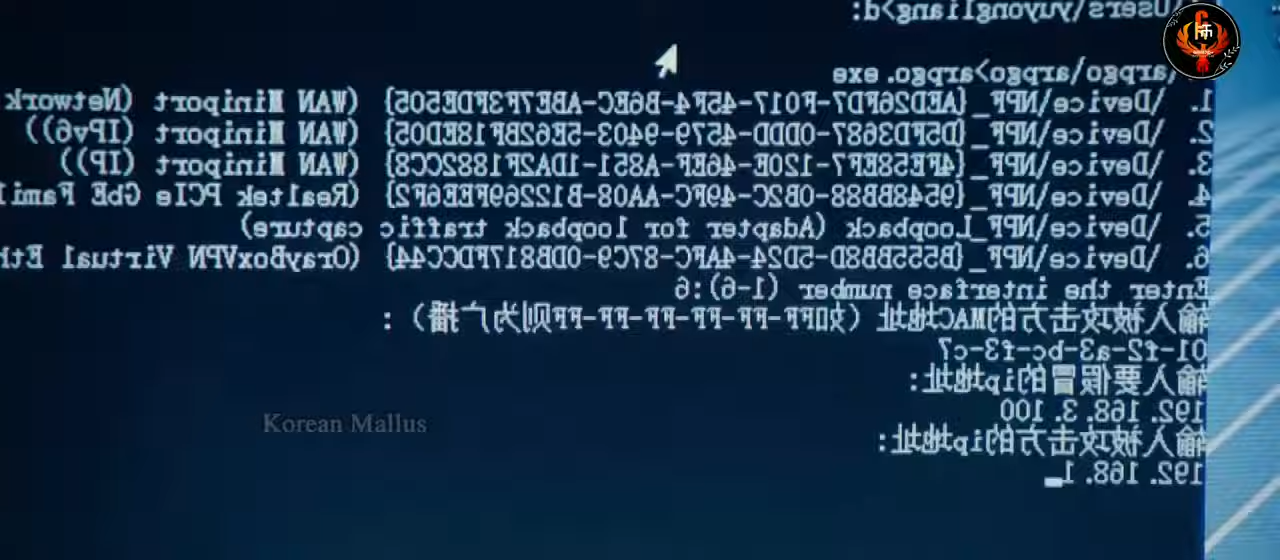 \Users\yuyongliang>d:
\arpgo\arpgo>arpgo.exe
1. \Device\NPF_{AED26FD7-F017-45F4-B6EC-ABE7F3FDE505} (WAN Miniport (Network
2. \Device\NPF_{D5FD3687-0DDD-4579-9403-5E62BF18ED05} (WAN Miniport (IPv6))
3. \Device\NPF_{4FE58EF7-120E-46EF-A851-1DA2F1882CC8} (WAN Miniport (IP))
4. \Device\NPF_{9548B888-0B2C-49FC-AA08-B12269FEE6F2} (Realtek PCIe GbE Famil
5. \Device\NPF_Loopback (Adapter for loopback traffic capture)
6. \Device\NPF_{B555BB8D-5D24-4AFC-87C9-0DB817FDCC44} (OrayBoxVPN Virtual Eth
Enter the interface number (1-6):6
输入被攻击方的MAC地址（如FF-FF-FF-FF-FF-FF则为广播）:
01-f2-a3-bc-f3-c7
输入要假冒的ip地址:
192.168.3.100
输入被攻击方的ip地址:
192.168.1_
Korean Mallus